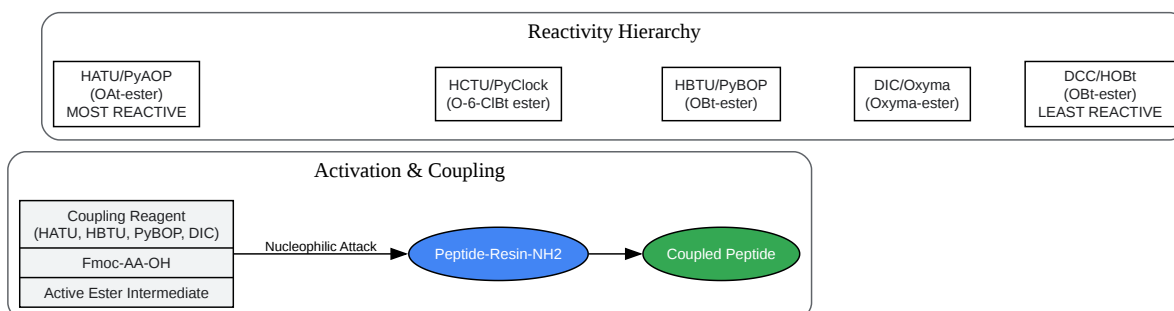 Reactivity Hierarchy
HATU/PyAOP
(OAt-ester)
MOST REACTIVE
HCTU/PyClock
(O-6-ClBt ester)
HBTU/PyBOP
(OBt-ester)
DIC/Oxyma
(Oxyma-ester)
DCC/HOBt
(OBt-ester)
LEAST REACTIVE
Activation & Coupling
Coupling Reagent
(HATU, HBTU, PyBOP, DIC)
Fmoc-AA-OH
Active Ester Intermediate
Nucleophilic Attack
Peptide-Resin-NH2
Coupled Peptide